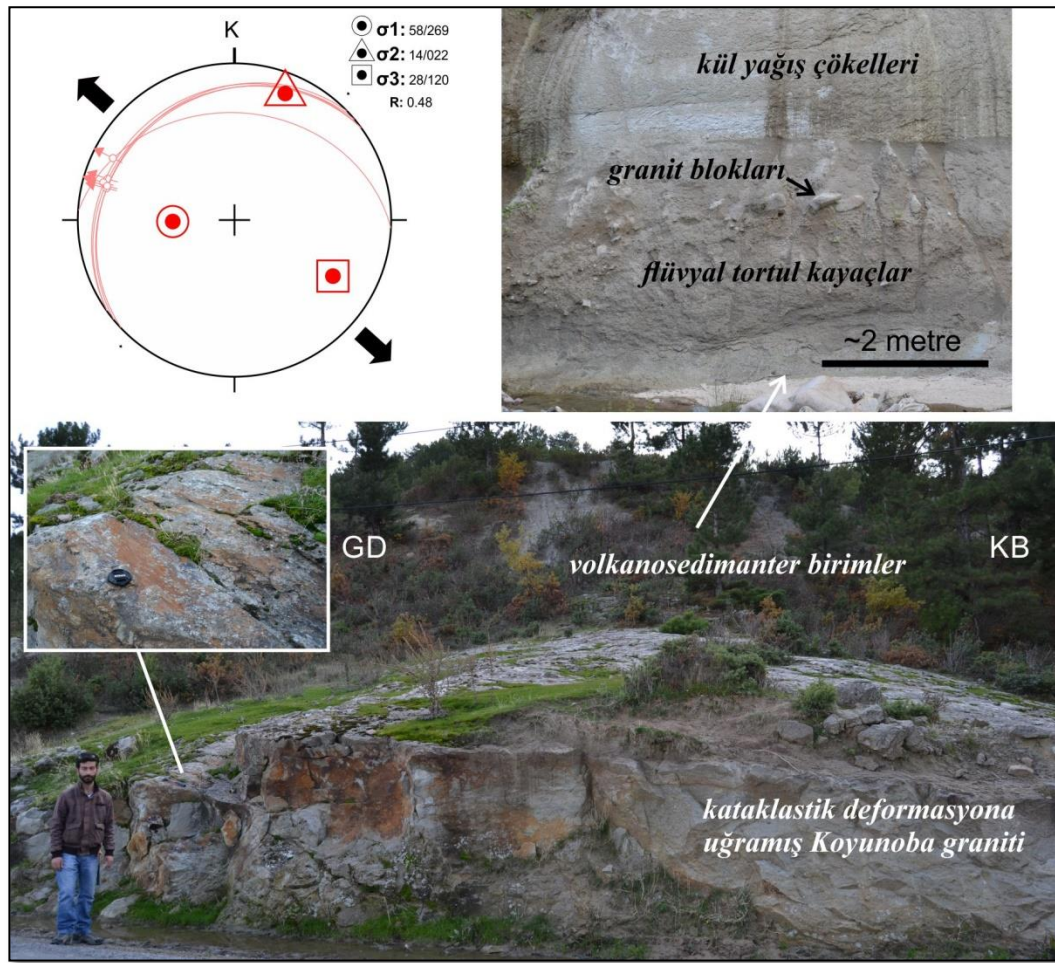 K
σ1: 58/269
σ2: 14/022
σ3: 28/120
R: 0.48
kül yağış çökelleri
granit blokları
flüvyal tortul kayaçlar
~2 metre
GD
KB
volkanosedimanter birimler
kataklastik deformasyona
uğramış Koyunoba graniti